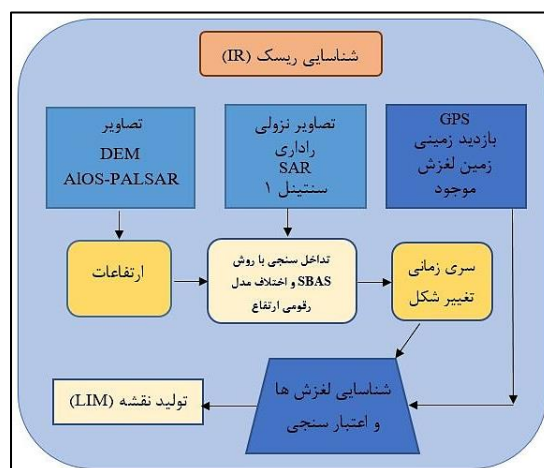 شناسایی ریسک (IR)
GPS
بازدید زمینی
زمین لغزش
موجود
تصاویر نزولی
راداری
SAR
سنتینل ۱
تصاویر
DEM
AlOS-PALSAR
ارتفاعات
تداخل سنجی با روش
SBAS و اختلاف مدل
رقومی ارتفاع
سری زمانی
تغییر شکل
شناسایی لغزش ها
و اعتبار سنجی
تولید نقشه (LIM)